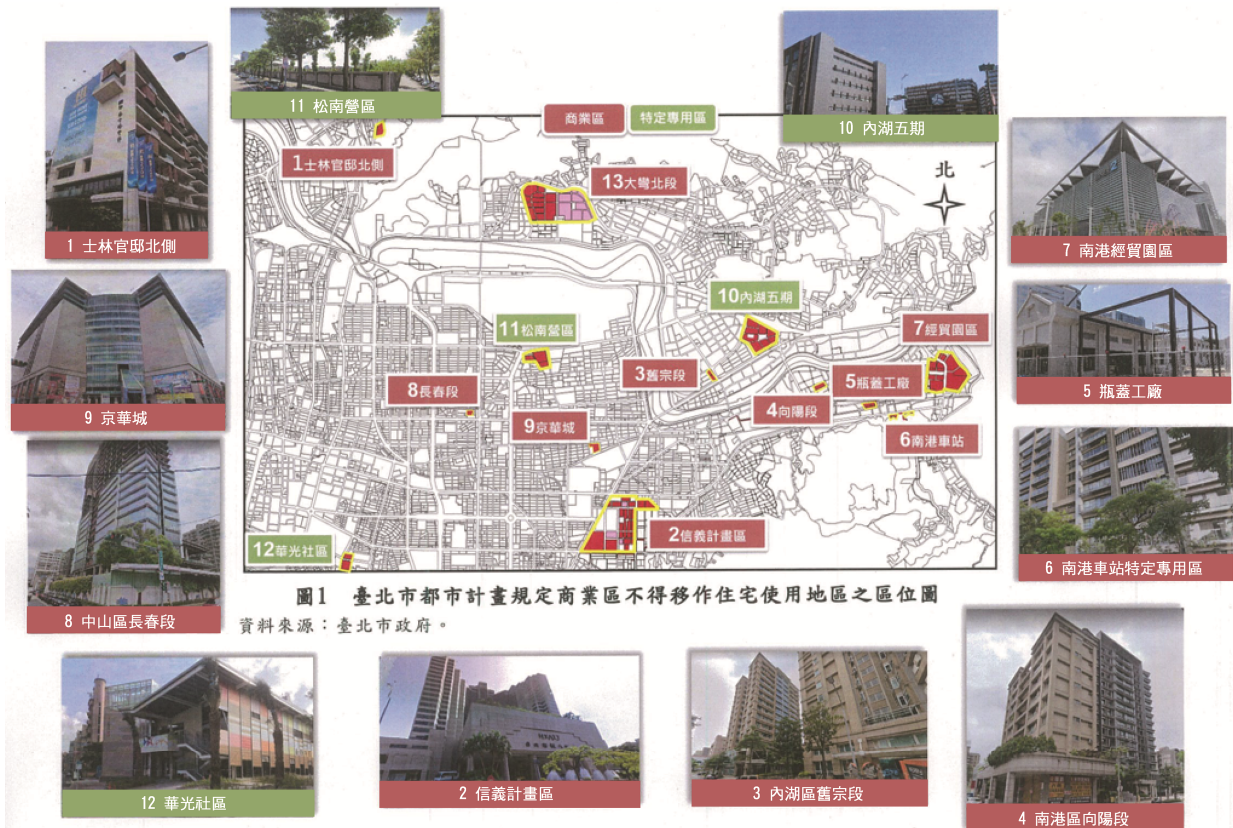 11 松南營區
10 內湖五期
1 士林官邸北側
商業區
特定專用區
1士林官邸北側
13大彎北段
北
7 南港經貿園區
10內湖五期
11松南營區
7經貿園區
3舊宗段
5瓶蓋工廠
8長春段
4向陽段
9京華城
6南港車站
2信義計畫區
12華光社區
9 京華城
5 瓶蓋工廠
6 南港車站特定專用區
8 中山區長春段
圖1 臺北市都市計畫規定商業區不得移作住宅使用地區之區位圖
資料來源：臺北市政府。
12 華光社區
2 信義計畫區
3 內湖區舊宗段
4 南港區向陽段